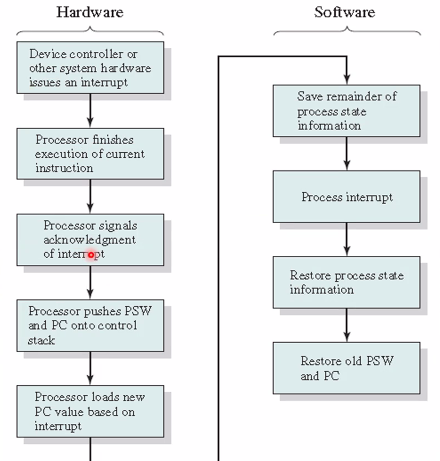 Hardware
Device controller or
other system hardware
issues an interrupt
Processor finishes
execution of current
instruction
Processor signals
acknowledgment
of interrupt
Processor pushes PSW
and PC onto control
stack
Processor loads new
PC value based on
interrupt
Software
Save remainder of
process state
information
Process interrupt
Restore process state
information
Restore old PSW
and PC